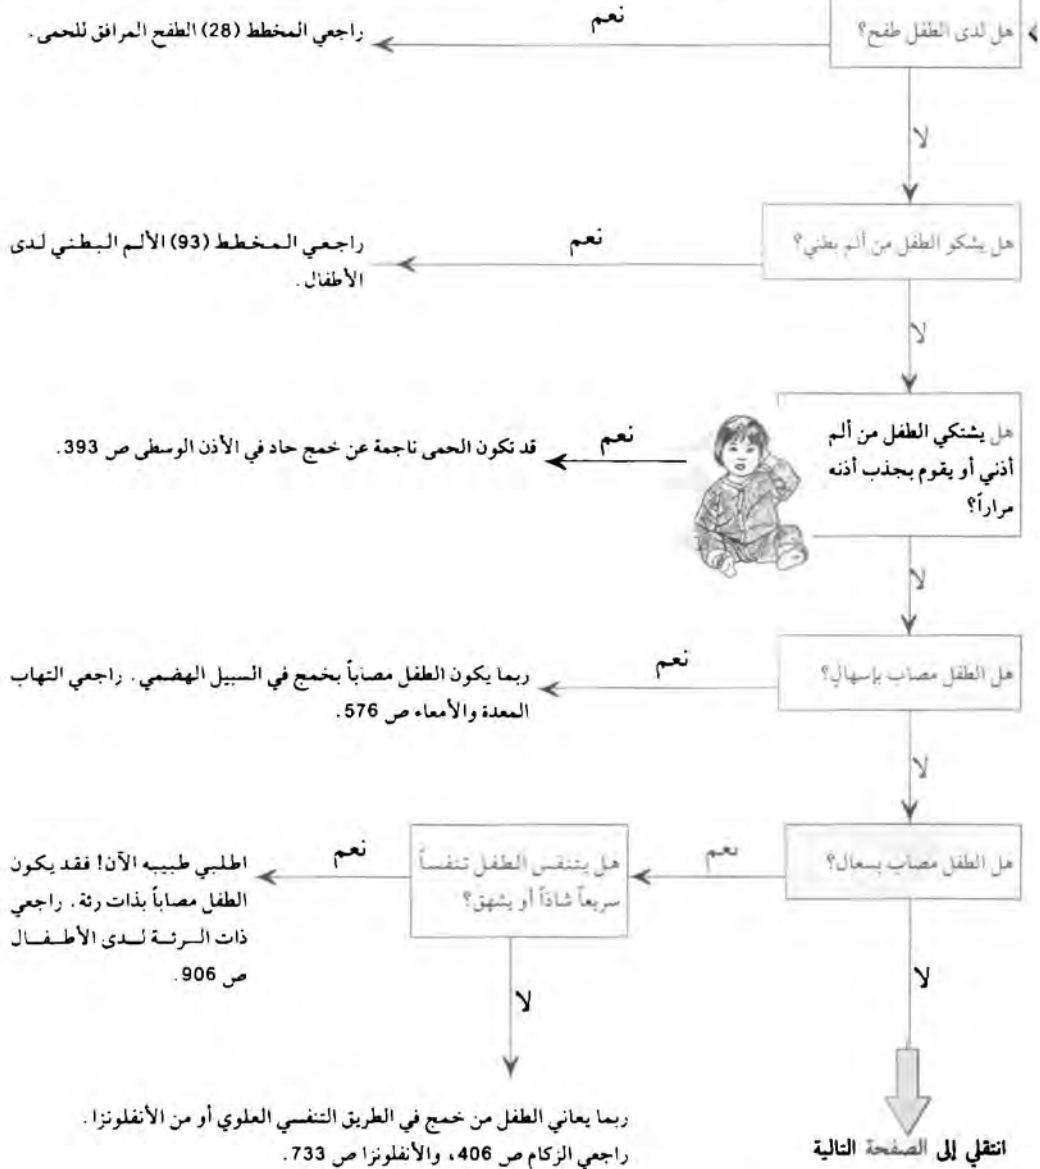 هل لدى الطفل طفح؟
نعم
راجعي المخطط (28) الطفح المرافق للحمى.
لا
هل يشكو الطفل من ألم بطني؟
نعم
راجعي المخطط (93) الألم البطني لدى
الأطفال.
لا
هل يشتكي الطفل من ألم
أذني أو يقوم بجذب أذنه
مراراً؟
نعم
قد تكون الحمى ناجمة عن خمج حاد في الأذن الوسطى ص 393.
لا
هل الطفل مصاب بإسهال؟
نعم
ربما يكون الطفل مصاباً بخمج في السبيل الهضمي. راجعي التهاب
المعدة والأمعاء ص 576.
لا
هل الطفل مصاب بسعال؟
نعم
هل يتنفس الطفل تنفساً
سريعاً شاذاً أو يشهق؟
نعم
اطلبي طبيبه الآن! فقد يكون
الطفل مصاباً بذات رئة. راجعي
ذات الرئة لدى الأطفال
ص 906.
لا
لا
ربما يعاني الطفل من خمج في الطريق التنفسي العلوي أو من الأنفلونزا.
راجعي الزكام ص 406، والأنفلونزا ص 733.
انتقلي إلى الصفحة التالية